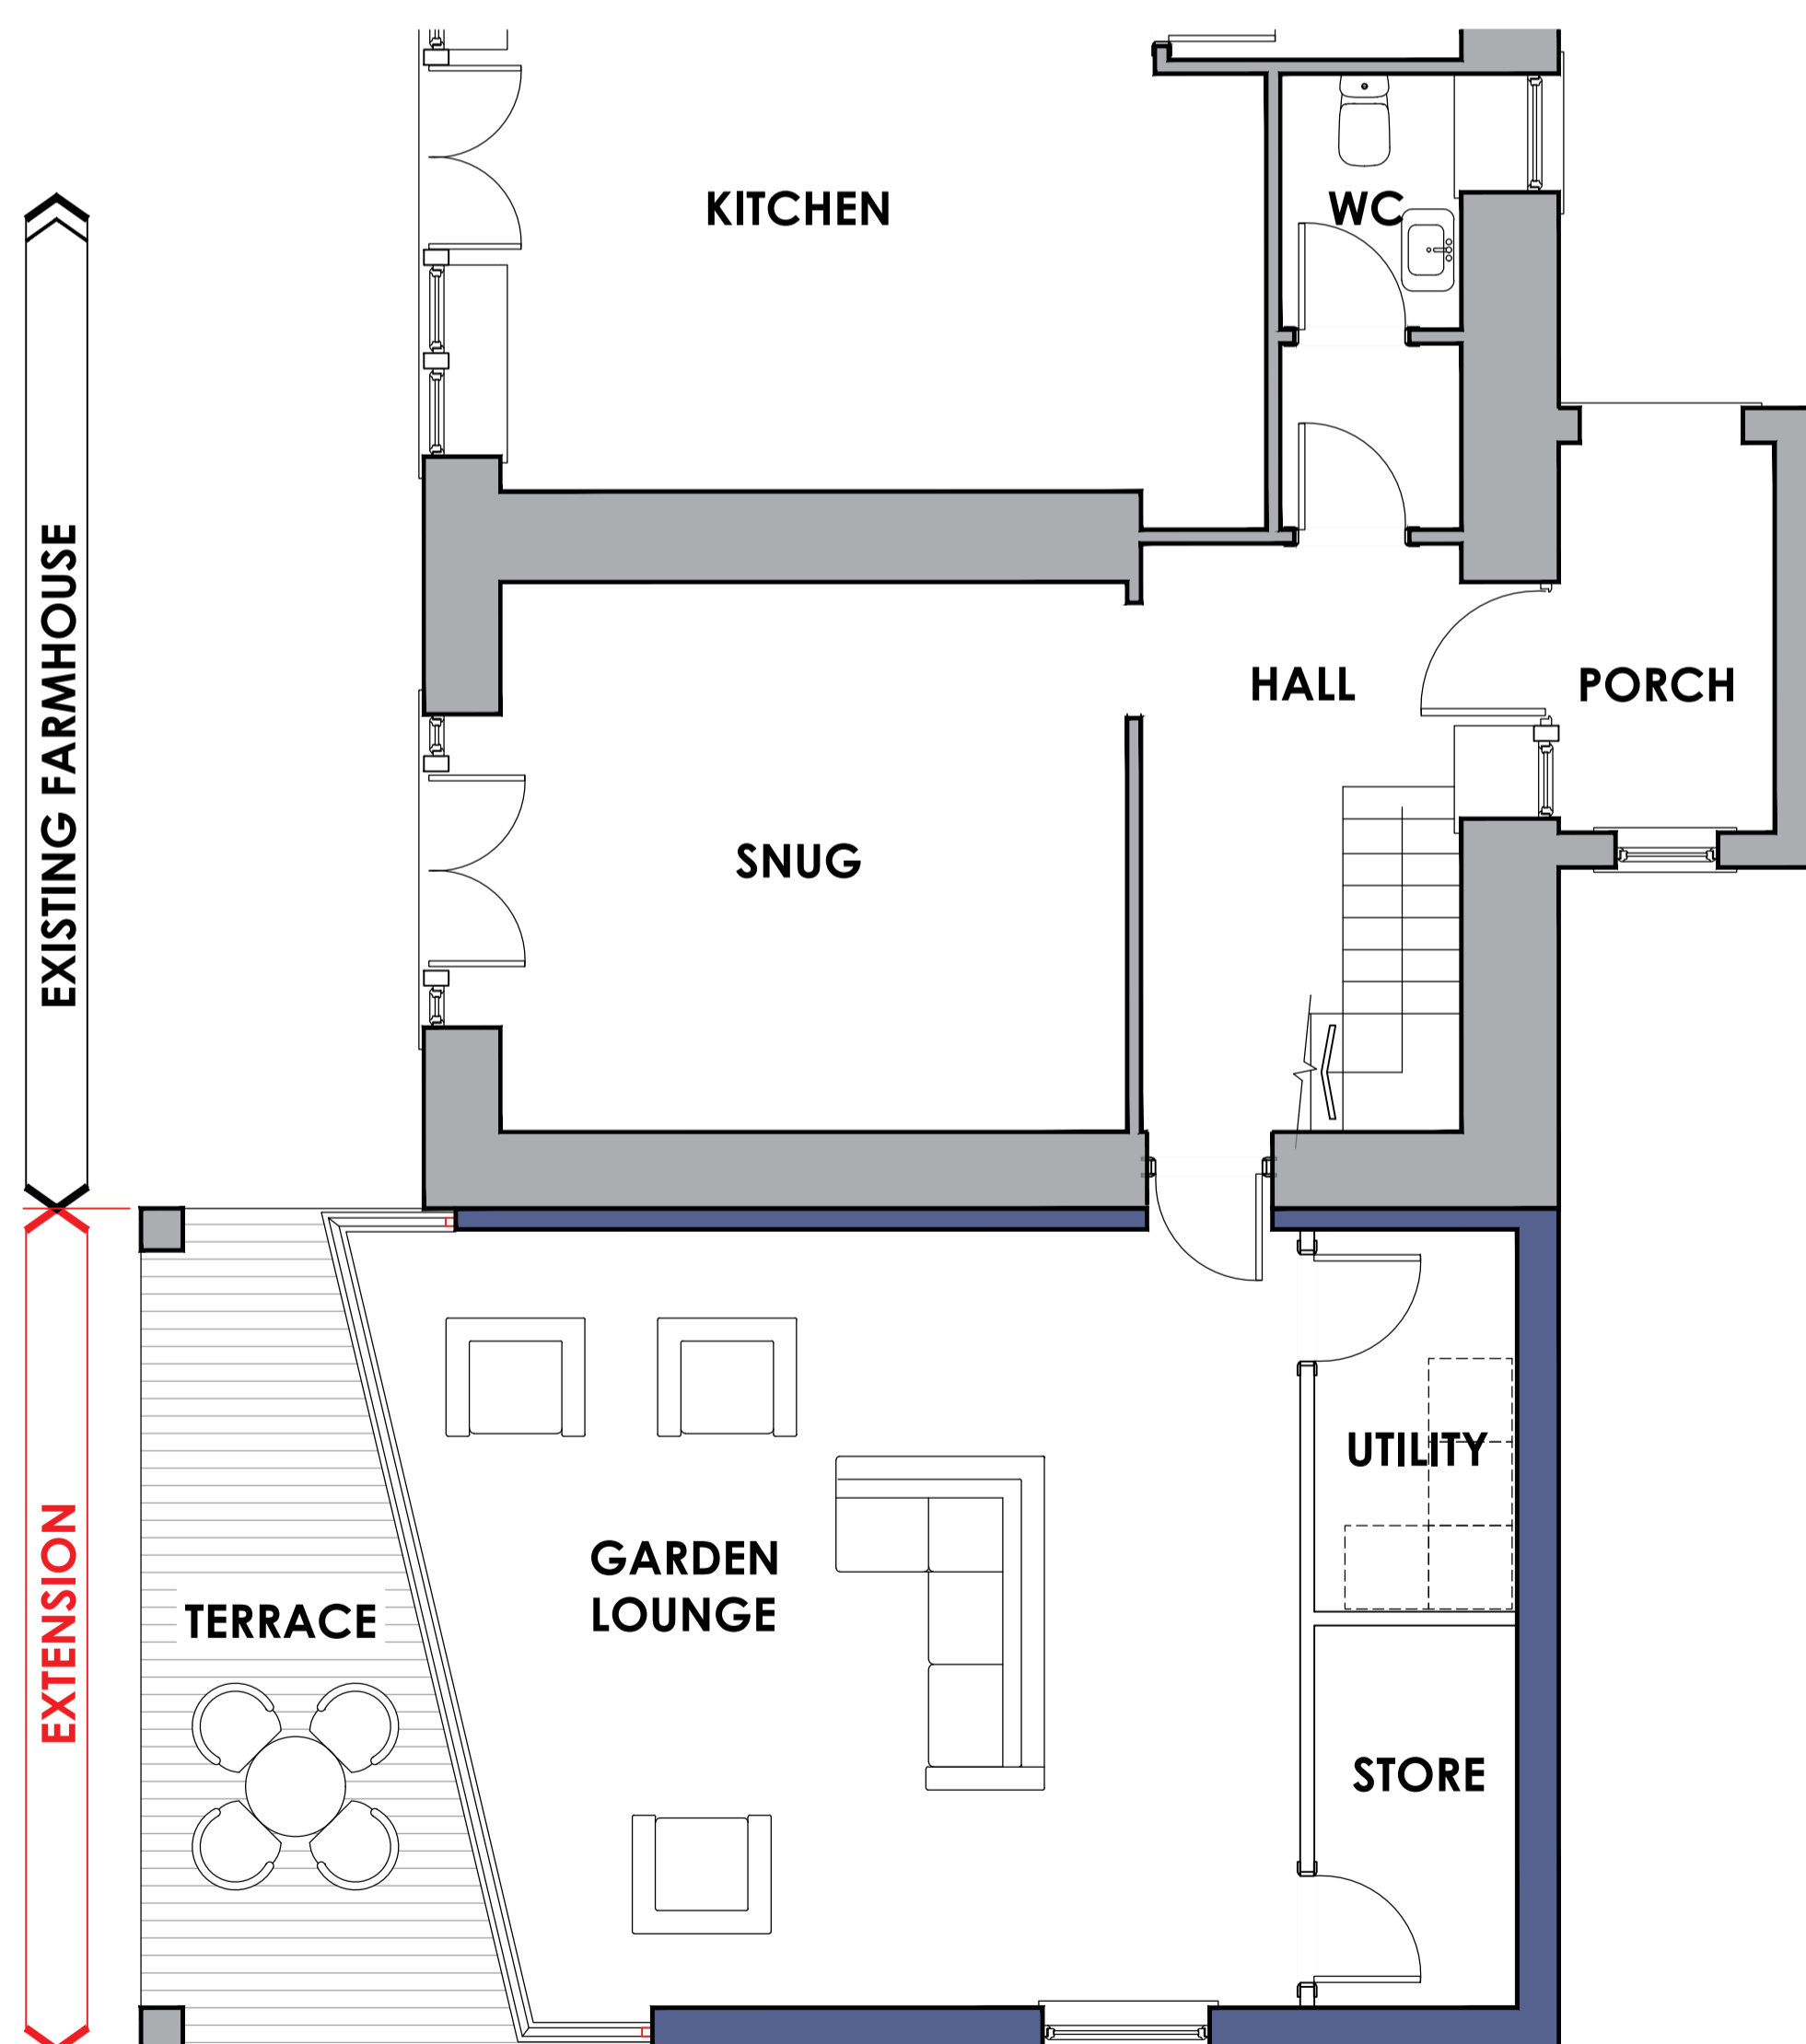 KITCHEN
WC
EXISTING FARMHOUSE
HALL
PORCH
SNUG
UTILITY
GARDEN
LOUNGE
EXTENSION
TERRACE
STORE